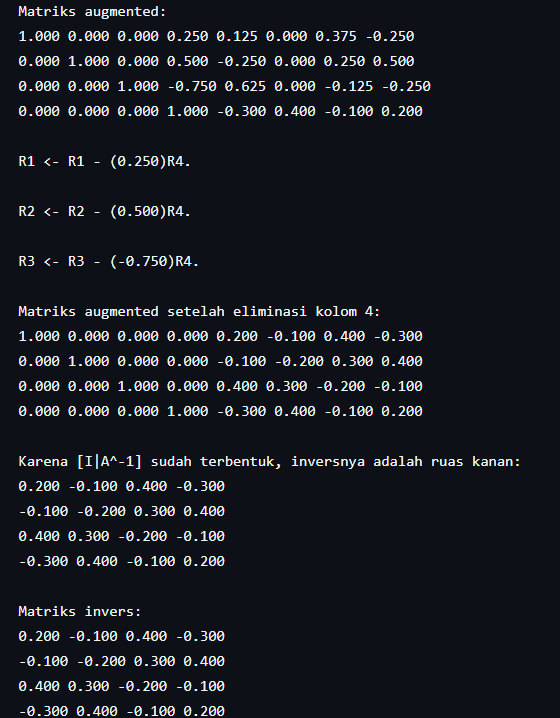 Matriks augmented:
1.000 0.000 0.000 0.250 0.125 0.000 0.375 -0.250
0.000 1.000 0.000 0.500 -0.250 0.000 0.250 0.500
0.000 0.000 1.000 -0.750 0.625 0.000 -0.125 -0.250
0.000 0.000 0.000 1.000 -0.300 0.400 -0.100 0.200
R1 <- R1 - (0.250)R4.
R2 <- R2 - (0.500)R4.
R3 <- R3 - (-0.750)R4.
Matriks augmented setelah eliminasi kolom 4:
1.000 0.000 0.000 0.000 0.200 -0.100 0.400 -0.300
0.000 1.000 0.000 0.000 -0.100 -0.200 0.300 0.400
0.000 0.000 1.000 0.000 0.400 0.300 -0.200 -0.100
0.000 0.000 0.000 1.000 -0.300 0.400 -0.100 0.200
Karena [I|A^-1] sudah terbentuk, inversnya adalah ruas kanan:
0.200 -0.100 0.400 -0.300
-0.100 -0.200 0.300 0.400
0.400 0.300 -0.200 -0.100
-0.300 0.400 -0.100 0.200
Matriks invers:
0.200 -0.100 0.400 -0.300
-0.100 -0.200 0.300 0.400
0.400 0.300 -0.200 -0.100
-0.300 0.400 -0.100 0.200